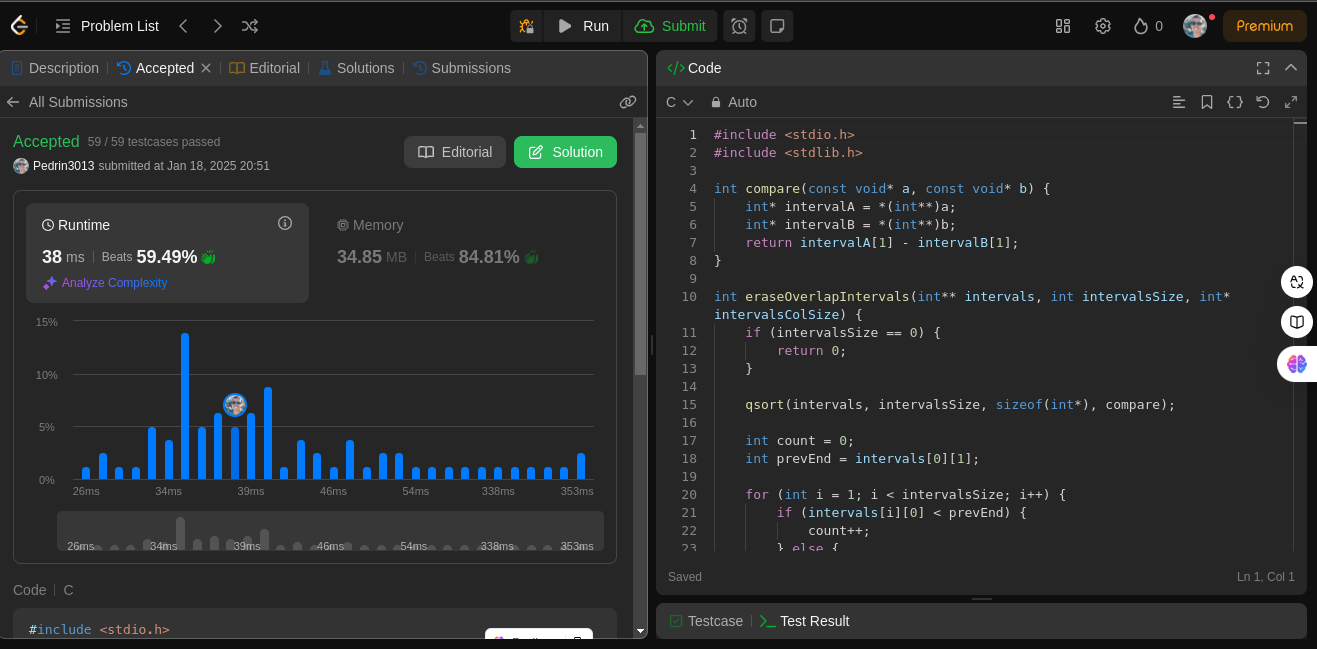 Problem List
Run
Submit
0
Premium
Description
Accepted
Editorial
Solutions
Submissions
All Submissions
Accepted 59 / 59 testcases passed
Pedrin3013 submitted at Jan 18, 2025 20:51
Editorial
Solution
Runtime
38 ms | Beats 59.49%
Analyze Complexity
Memory
34.85 MB | Beats 84.81%
15%
10%
5%
0%
26ms 34ms 39ms 46ms 54ms 338ms 353ms
26ms 34ms 39ms 46ms 54ms 338ms 353ms
Code | C
#include <stdio.h>
</> Code
C
Auto
1 #include <stdio.h>
2 #include <stdlib.h>
3
4 int compare(const void* a, const void* b) {
5 int* intervalA = *(int**)a;
6 int* intervalB = *(int**)b;
7 return intervalA[1] - intervalB[1];
8 }
9
10 int eraseOverlapIntervals(int** intervals, int intervalsSize, int*
intervalsColSize) {
11 if (intervalsSize == 0) {
12 return 0;
13 }
14
15 qsort(intervals, intervalsSize, sizeof(int*), compare);
16
17 int count = 0;
18 int prevEnd = intervals[0][1];
19
20 for (int i = 1; i < intervalsSize; i++) {
21 if (intervals[i][0] < prevEnd) {
22 count++;
23 } else {
Saved
Ln 1, Col 1
Testcase
Test Result